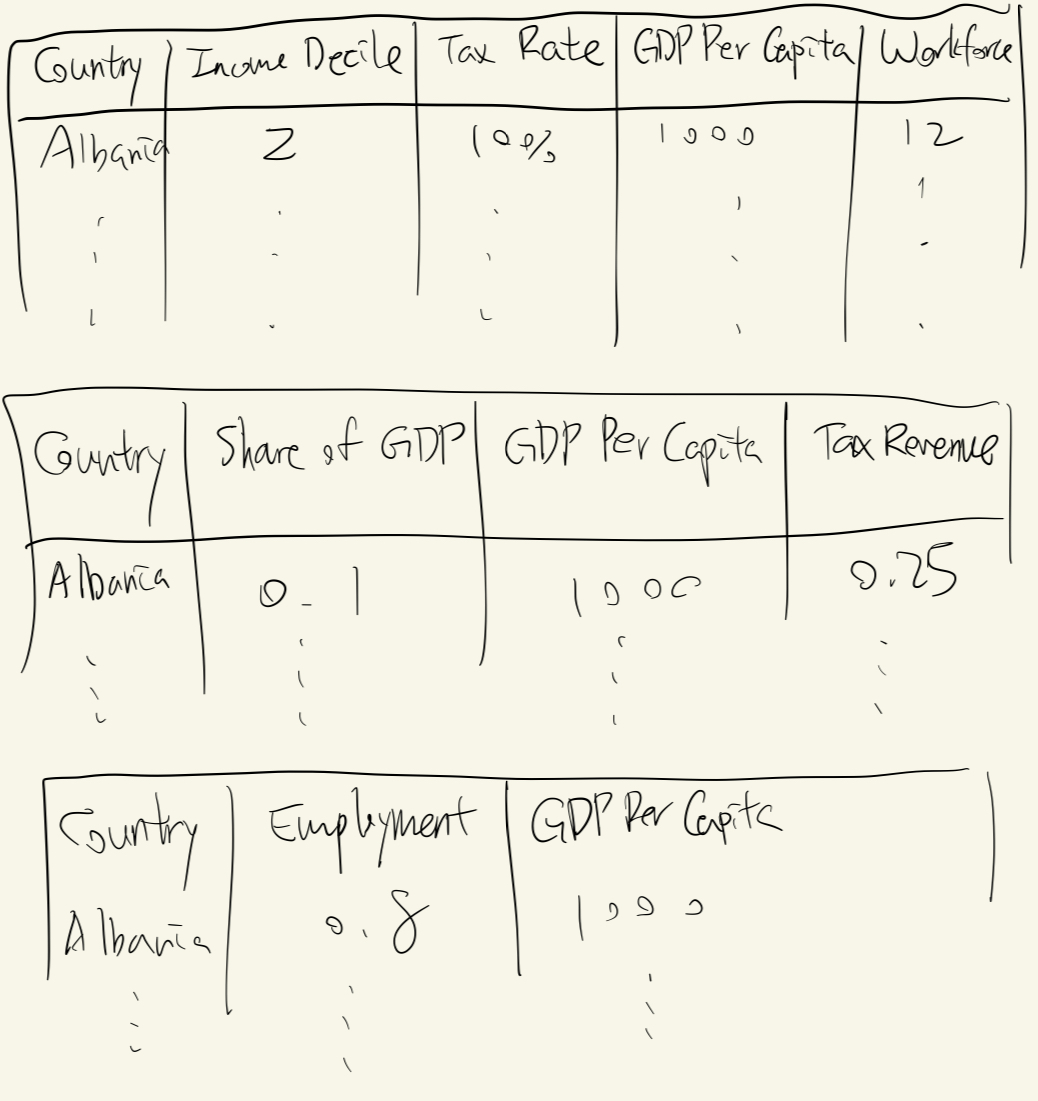 Country Income Decile Tax Rate GDP Per Capita Workforce
Albania 2 10% 1000 12
Country Share of GDP GDP Per Capita Tax Revenue
Albania 0.1 1000 0.25
Country Employment GDP Per Capita
Albania 0.8 1000